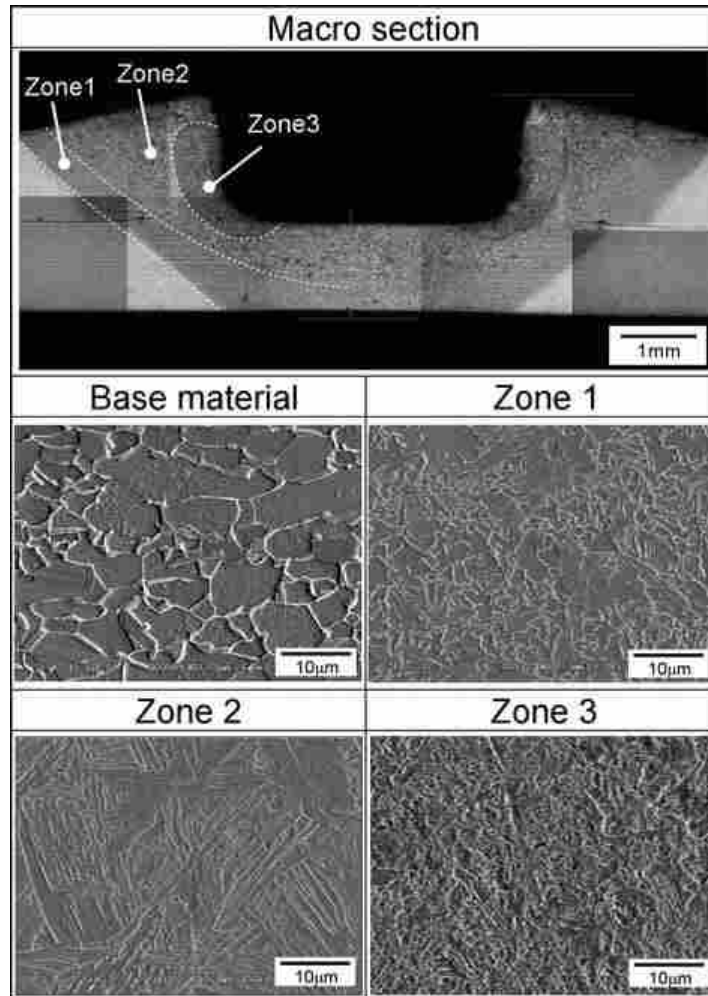 Macro section
Zone1
Zone2
Zone3
1mm
Base material
Zone 1
10μm
10μm
Zone 2
Zone 3
10μm
10μm